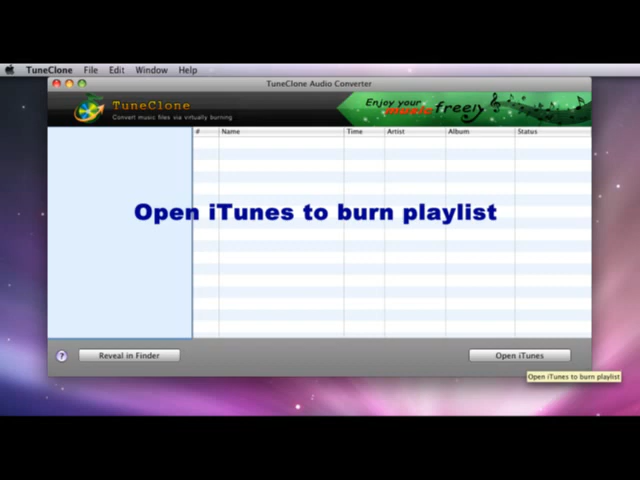 TuneClone File Edit Window Help
TuneClone Audio Converter
TuneClone
Convert music files via virtually burning
Enjoy your
music freely
# Name Time Artist Album Status
Open iTunes to burn playlist
? Reveal in Finder Open iTunes
Open iTunes to burn playlist